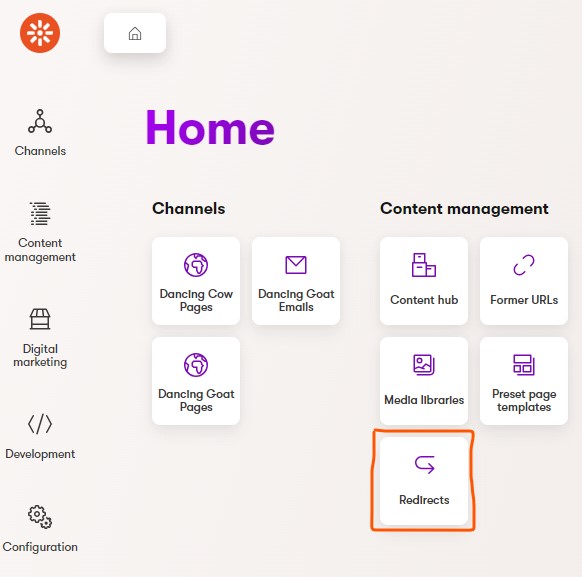 Home
Channels
Content
management
Digital
marketing
Development
Configuration
Channels
Dancing Cow
Pages
Dancing Goat
Emails
Dancing Goat
Pages
Content management
Content hub
Former URLs
Media libraries
Preset page
templates
Redirects